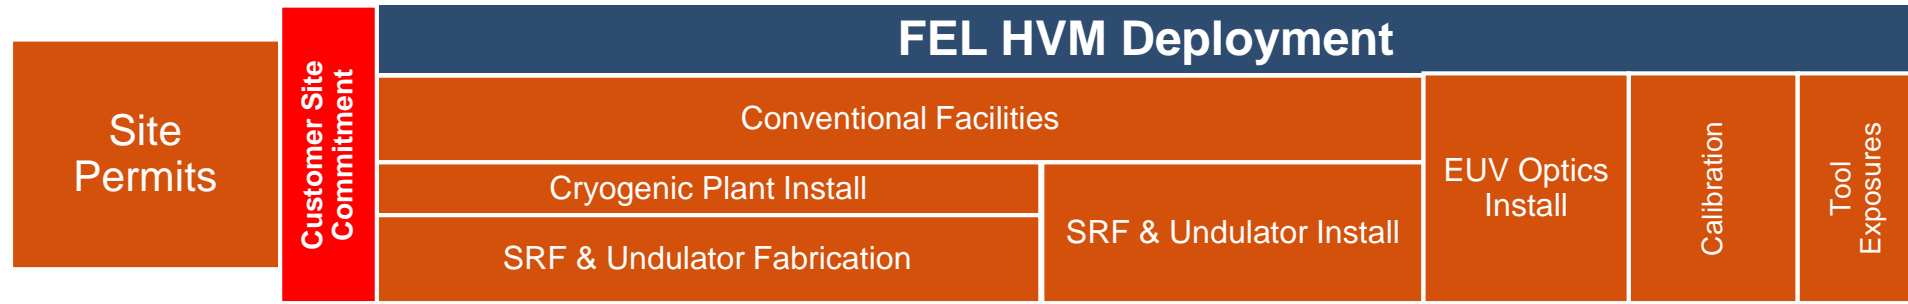 Site
Permits
Customer Site
Commitment
FEL HVM Deployment
Conventional Facilities
Cryogenic Plant Install
SRF & Undulator Fabrication
SRF & Undulator Install
EUV Optics
Install
Calibration
Tool
Exposures